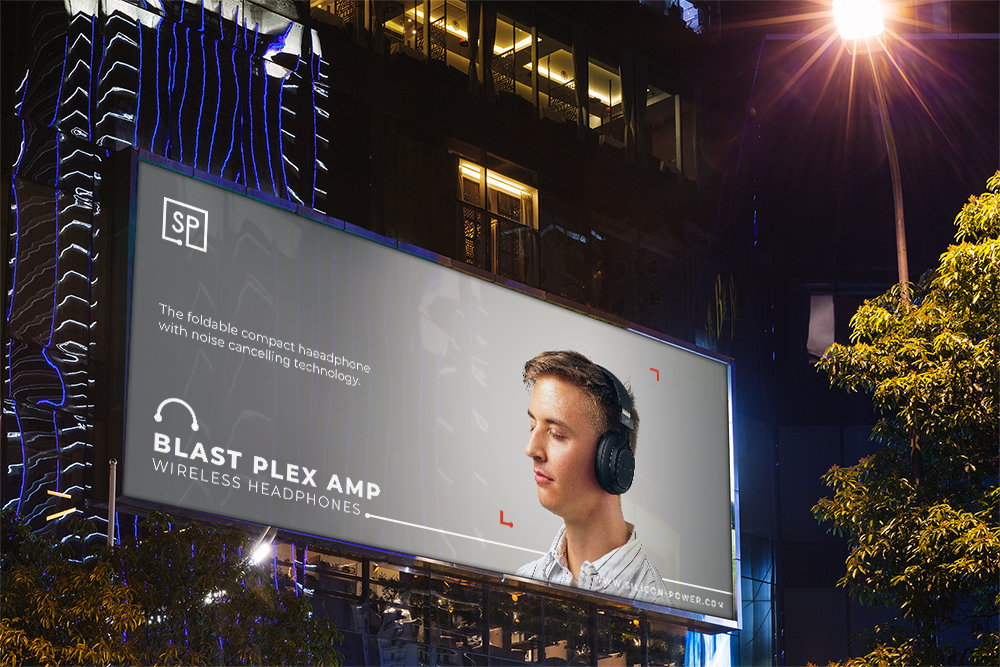 SP
The foldable compact haeadphone
with noise cancelling technology.
BLAST PLEX AMP
WIRELESS HEADPHONES
WWW.SILICON-POWER.COM